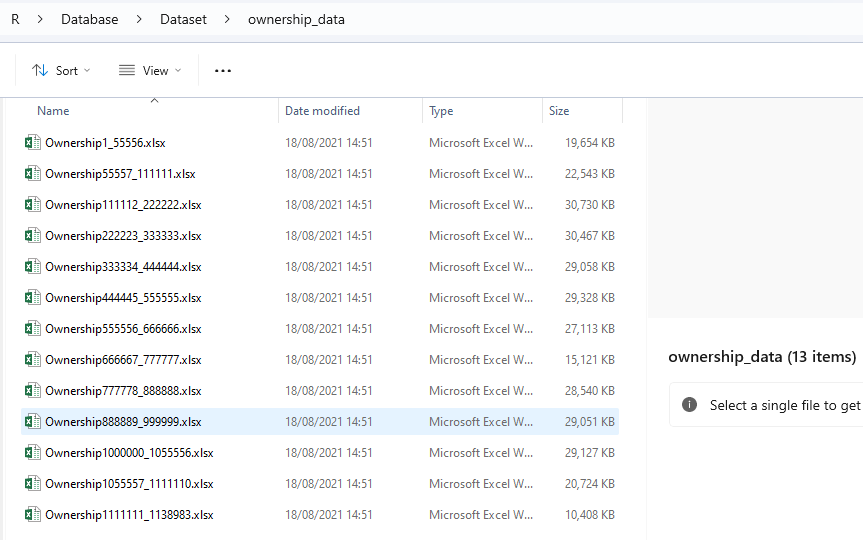 R > Database > Dataset > ownership_data
Sort View ...
Name Date modified Type Size
Ownership1_55556.xlsx 18/08/2021 14:51 Microsoft Excel W... 19,654 KB
Ownership55557_111111.xlsx 18/08/2021 14:51 Microsoft Excel W... 22,543 KB
Ownership111112_222222.xlsx 18/08/2021 14:51 Microsoft Excel W... 30,730 KB
Ownership222223_333333.xlsx 18/08/2021 14:51 Microsoft Excel W... 30,467 KB
Ownership333334_444444.xlsx 18/08/2021 14:51 Microsoft Excel W... 29,058 KB
Ownership444445_555555.xlsx 18/08/2021 14:51 Microsoft Excel W... 29,328 KB
Ownership555556_666666.xlsx 18/08/2021 14:51 Microsoft Excel W... 27,113 KB
Ownership666667_777777.xlsx 18/08/2021 14:51 Microsoft Excel W... 15,121 KB
Ownership777778_888888.xlsx 18/08/2021 14:51 Microsoft Excel W... 28,540 KB
Ownership888889_999999.xlsx 18/08/2021 14:51 Microsoft Excel W... 29,051 KB
Ownership1000000_1055556.xlsx 18/08/2021 14:51 Microsoft Excel W... 29,127 KB
Ownership1055557_1111110.xlsx 18/08/2021 14:51 Microsoft Excel W... 20,724 KB
Ownership1111111_1138983.xlsx 18/08/2021 14:51 Microsoft Excel W... 10,408 KB
ownership_data (13 items)
Select a single file to get